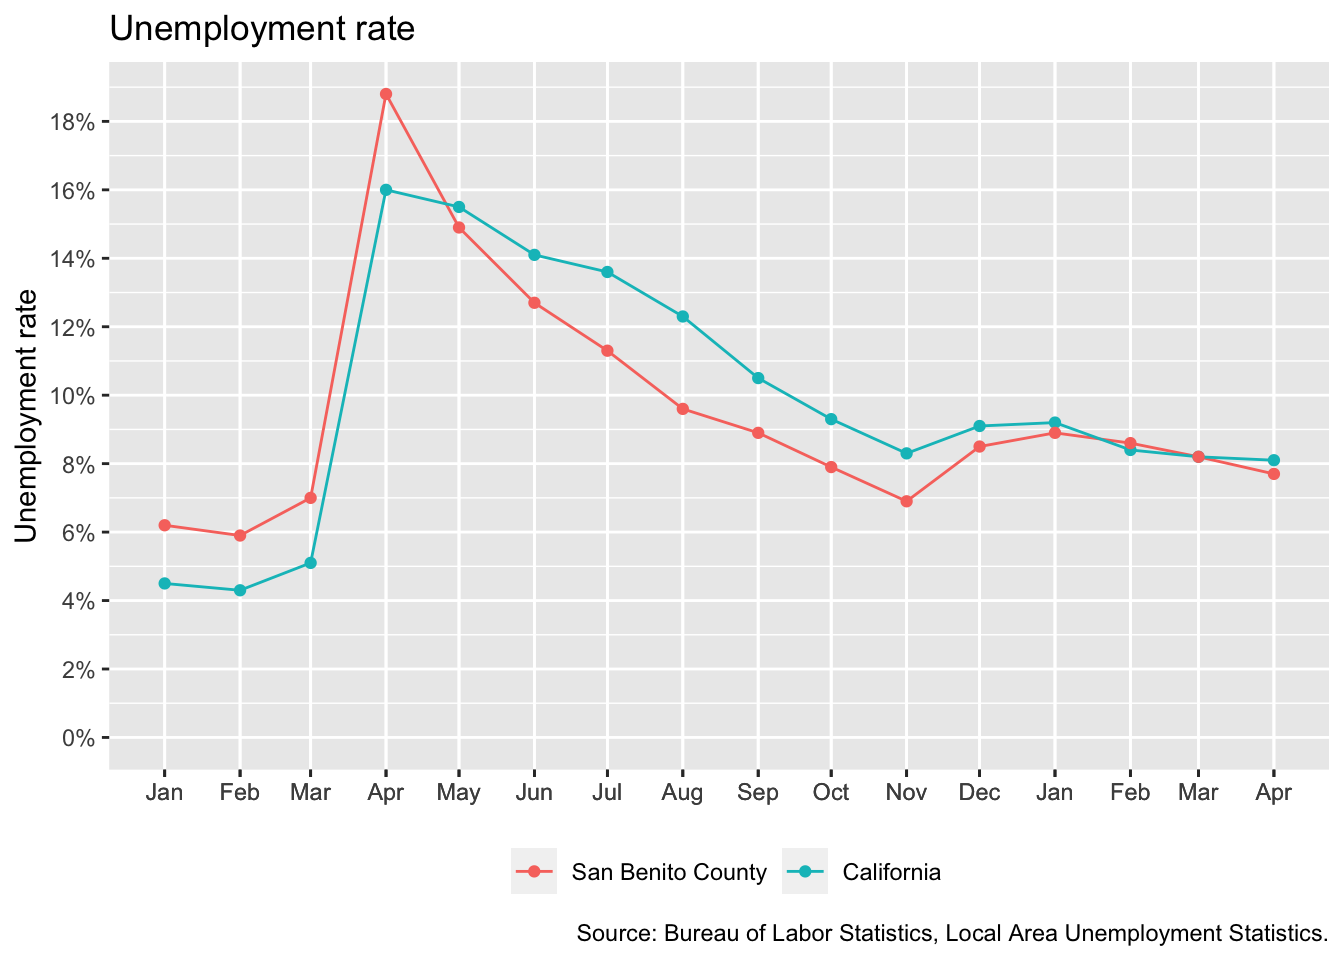 Unemployment rate
Unemployment rate
18%
16%
14%
12%
10%
8%
6%
4%
2%
0%
Jan Feb Mar Apr May Jun Jul Aug Sep Oct Nov Dec Jan Feb Mar Apr
San Benito County California
Source: Bureau of Labor Statistics, Local Area Unemployment Statistics.